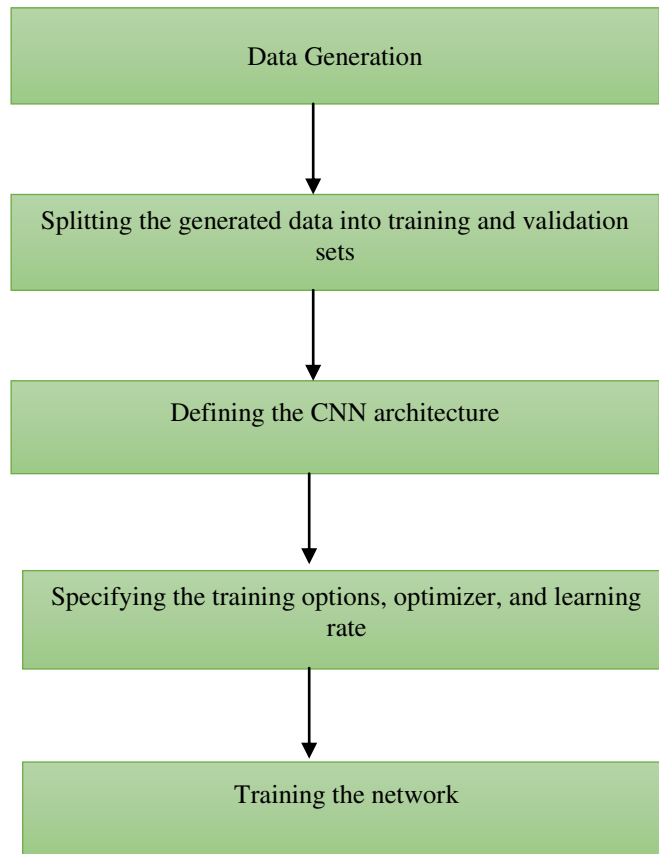 Data Generation
Splitting the generated data into training and validation
sets
Defining the CNN architecture
Specifying the training options, optimizer, and learning
rate
Training the network